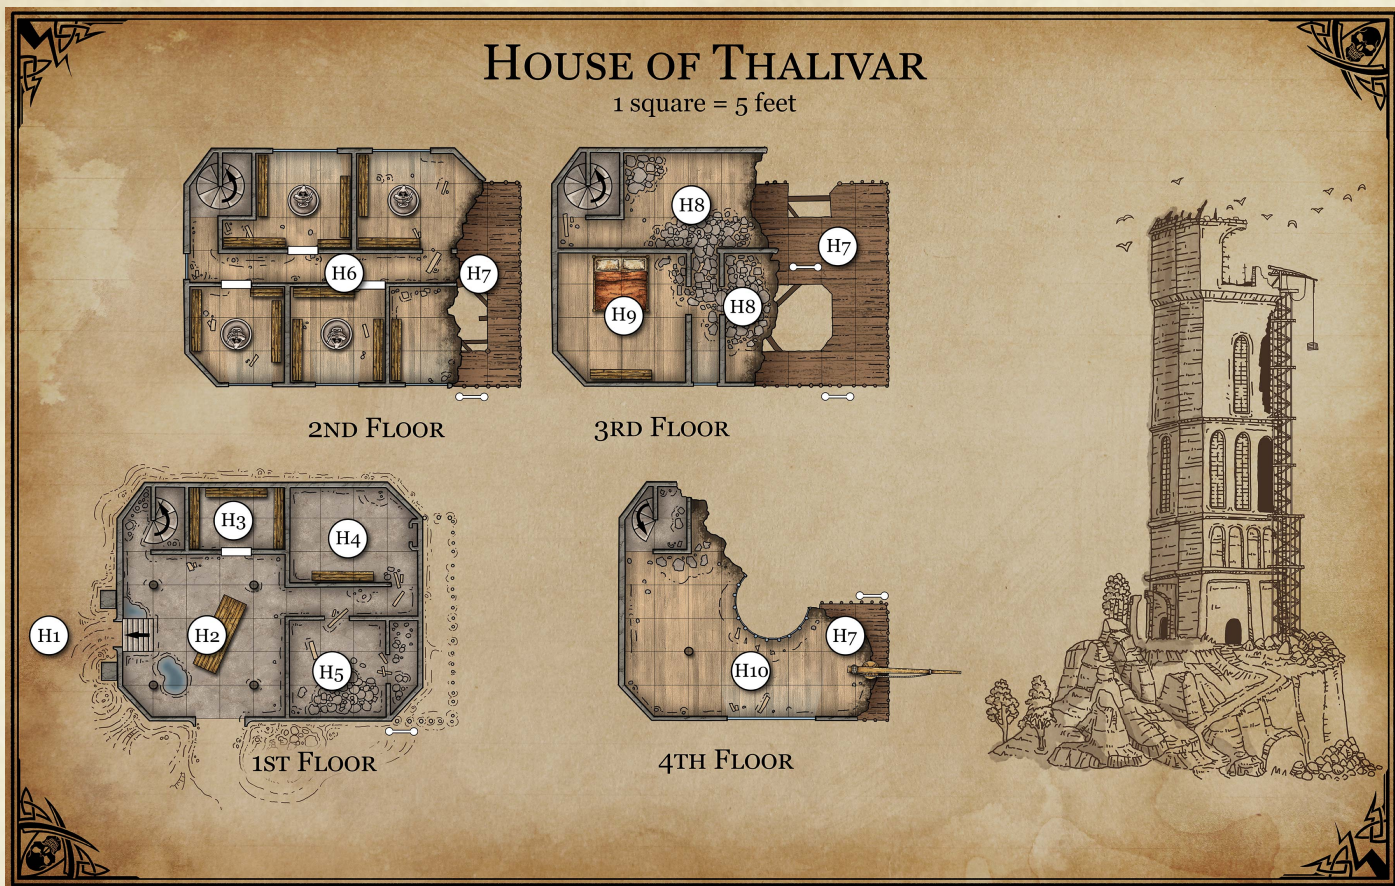 House of Thalivar
1 square = 5 feet
H6
H7
2nd Floor
H8
H7
H8
H9
3rd Floor
H1
H2
H3
H4
H5
1st Floor
H7
H10
4th Floor